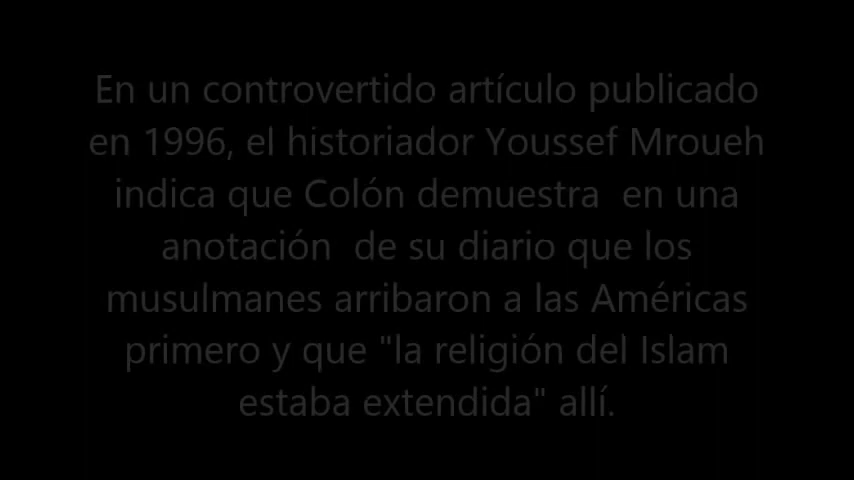 En un controvertido artículo publicado
en 1996, el historiador Youssef Mroueh
indica que Colón demuestra  en una
anotación  de su diario que los
musulmanes arribaron a las Américas
primero y que "la religión del Islam
estaba extendida" allí.